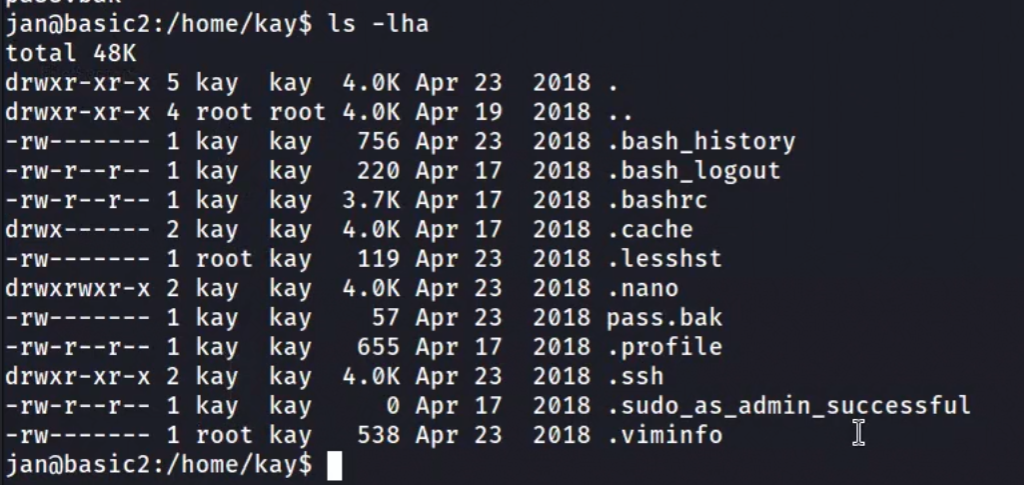 jan@basic2:/home/kay$ ls -lha
total 48K
drwxr-xr-x 5 kay  kay  4.0K Apr 23  2018 .
drwxr-xr-x 4 root root 4.0K Apr 19  2018 ..
-rw------- 1 kay  kay   756 Apr 23  2018 .bash_history
-rw-r--r-- 1 kay  kay   220 Apr 17  2018 .bash_logout
-rw-r--r-- 1 kay  kay  3.7K Apr 17  2018 .bashrc
drwx------ 2 kay  kay  4.0K Apr 17  2018 .cache
-rw------- 1 root kay   119 Apr 23  2018 .lesshst
drwxrwxr-x 2 kay  kay  4.0K Apr 23  2018 .nano
-rw------- 1 kay  kay    57 Apr 23  2018 pass.bak
-rw-r--r-- 1 kay  kay   655 Apr 17  2018 .profile
drwxr-xr-x 2 kay  kay  4.0K Apr 23  2018 .ssh
-rw-r--r-- 1 kay  kay     0 Apr 17  2018 .sudo_as_admin_successful
-rw------- 1 root kay   538 Apr 23  2018 .viminfo
jan@basic2:/home/kay$